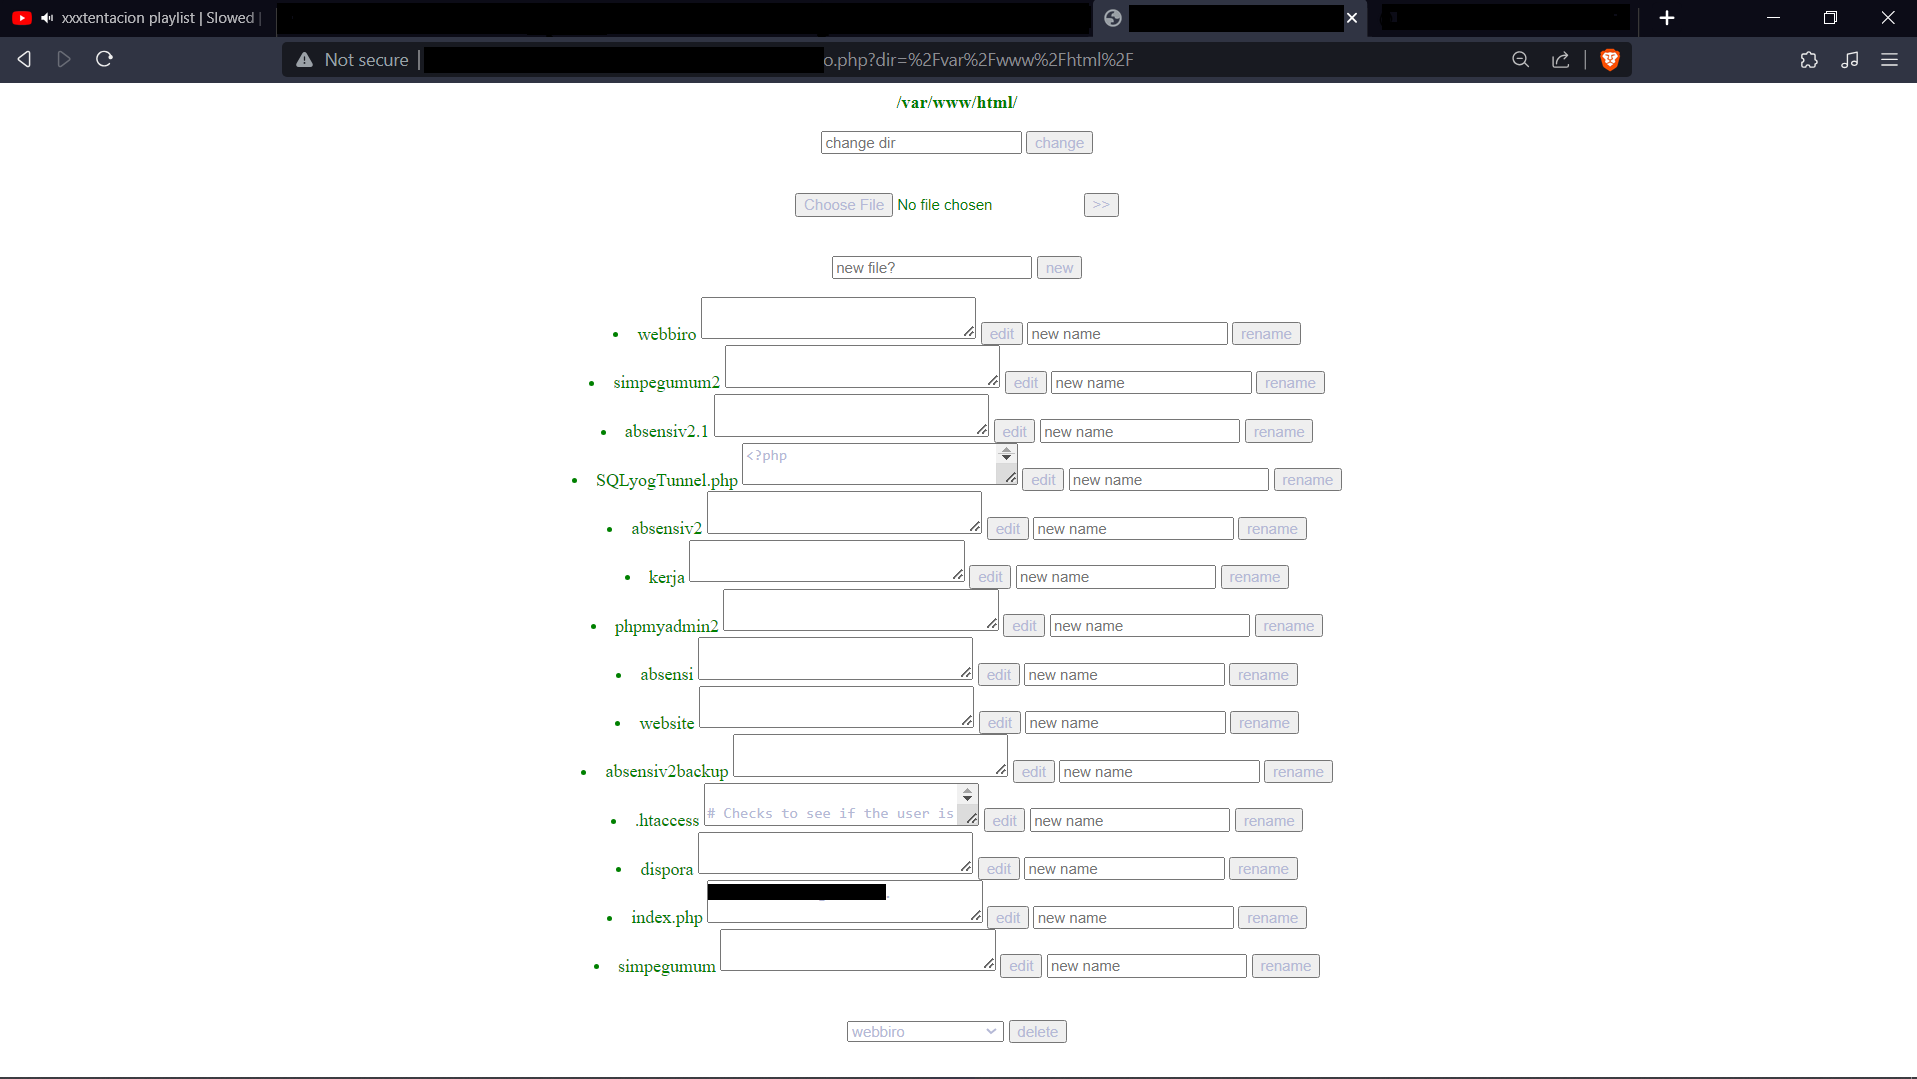 xxxtentacion playlist | Slowed
Not secure
o.php?dir=%2Fvar%2Fwww%2Fhtml%2F
/var/www/html/
change dir change
Choose File No file chosen >>
new file? new
webbiro edit new name rename
simpegumum2 edit new name rename
absensiv2.1 edit new name rename
SQLyogTunnel.php <?php edit new name rename
absensiv2 edit new name rename
kerja edit new name rename
phpmyadmin2 edit new name rename
absensi edit new name rename
website edit new name rename
absensiv2backup edit new name rename
.htaccess # Checks to see if the user is edit new name rename
dispora edit new name rename
index.php edit new name rename
simpegumum edit new name rename
webbiro delete